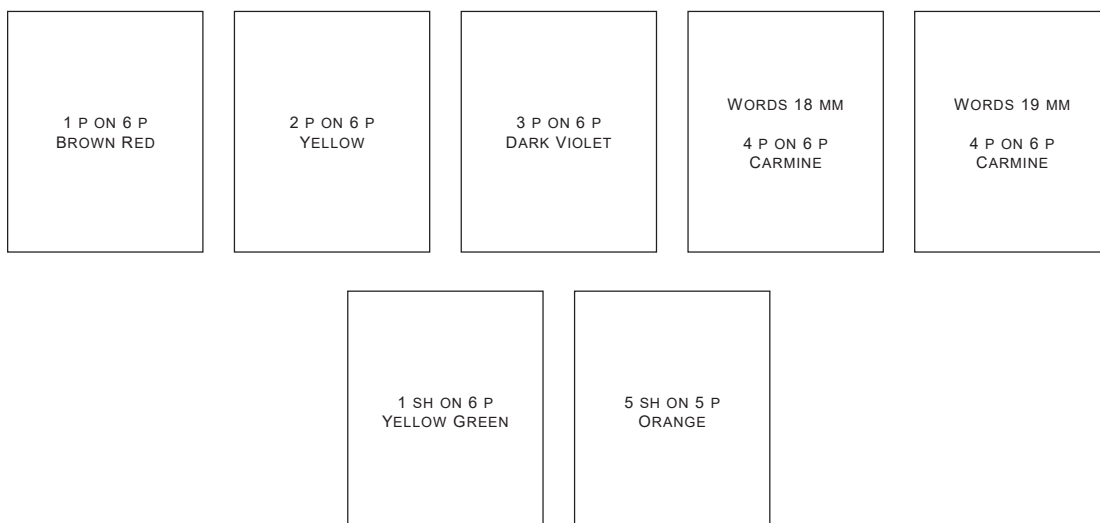 1 P ON 6 P
BROWN RED
2 P ON 6 P
YELLOW
3 P ON 6 P
DARK VIOLET
WORDS 18 MM
4 P ON 6 P
CARMINE
WORDS 19 MM
4 P ON 6 P
CARMINE
1 SH ON 6 P
YELLOW GREEN
5 SH ON 5 P
ORANGE